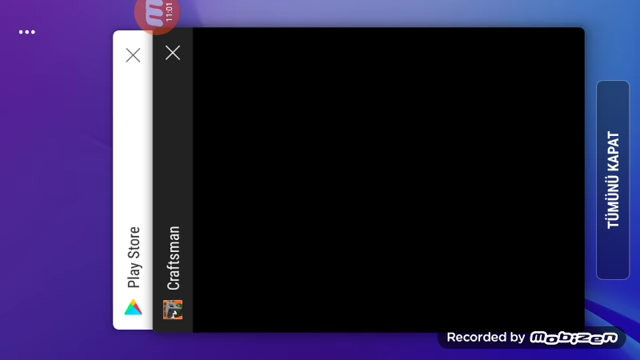 11:01
Play Store
Craftsman
TÜMÜNÜ KAPAT
Recorded by mobizen